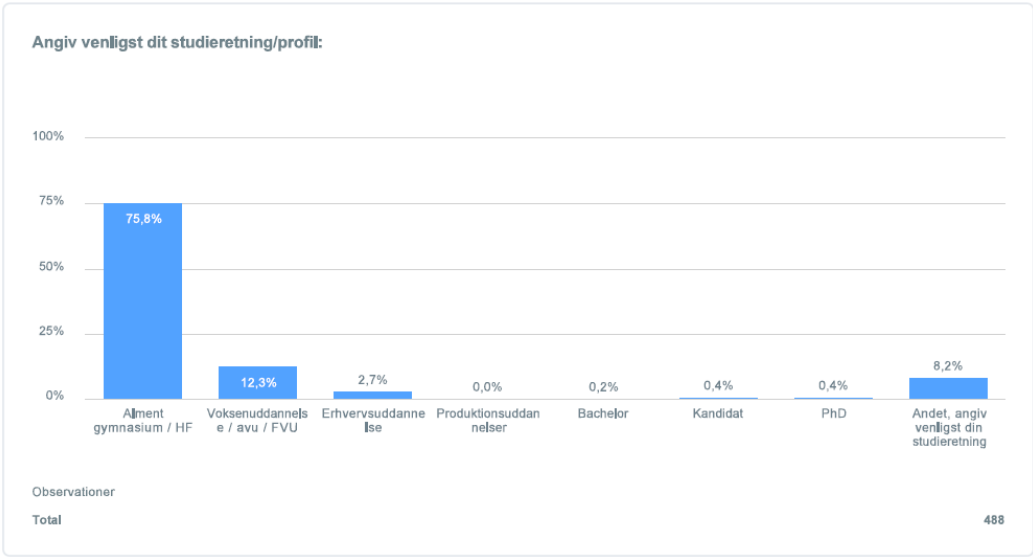 Angiv venligst dit studieretning/profil:
100%
75%
50%
25%
0%
75,8%
12,3%
2,7%
0,0%
0,2%
0,4%
0,4%
8,2%
Alment
gymnasium / HF
Voksenuddannels
e / avu / FVU
Erhvervsuddanne
lse
Produktionsuddan
nelser
Bachelor
Kandidat
PhD
Andet, angiv
venligst din
studieretning
Observationer
Total 488